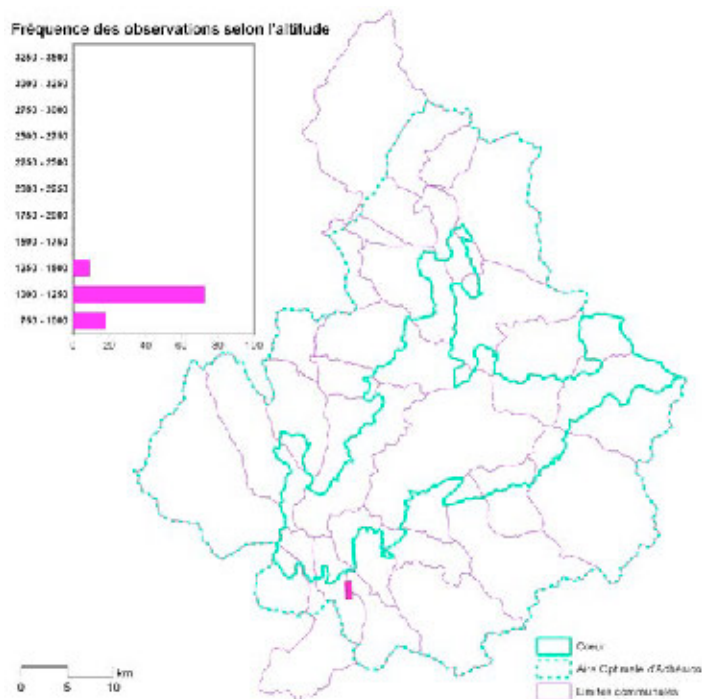 Fréquence des observations selon l'altitude
3250 - 3500
3000 - 3250
2750 - 3000
2500 - 2750
2250 - 2500
2000 - 2250
1750 - 2000
1500 - 1750
1250 - 1500
1000 - 1250
750 - 1000
0 20 40 60 80 100
0 5 10 km
Coeur
Aire Optimale d'Adhésion
Limites communales